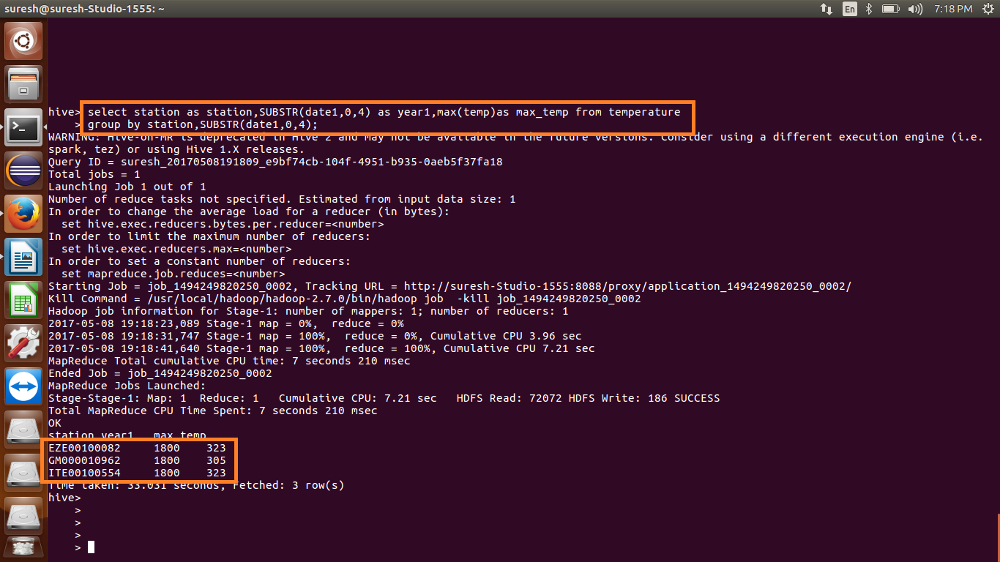 suresh@suresh-Studio-1555: ~
En
7:18 PM
hive> select station as station,SUBSTR(date1,0,4) as year1,max(temp)as max_temp from temperature
    > group by station,SUBSTR(date1,0,4);
WARNING: Hive-on-MR is deprecated in Hive 2 and may not be available in the future versions. Consider using a different execution engine (i.e.
spark, tez) or using Hive 1.X releases.
Query ID = suresh_20170508191809_e9bf74cb-104f-4951-b935-0aeb5f37fa18
Total jobs = 1
Launching Job 1 out of 1
Number of reduce tasks not specified. Estimated from input data size: 1
In order to change the average load for a reducer (in bytes):
  set hive.exec.reducers.bytes.per.reducer=<number>
In order to limit the maximum number of reducers:
  set hive.exec.reducers.max=<number>
In order to set a constant number of reducers:
  set mapreduce.job.reduces=<number>
Starting Job = job_1494249820250_0002, Tracking URL = http://suresh-Studio-1555:8088/proxy/application_1494249820250_0002/
Kill Command = /usr/local/hadoop/hadoop-2.7.0/bin/hadoop job  -kill job_1494249820250_0002
Hadoop job information for Stage-1: number of mappers: 1; number of reducers: 1
2017-05-08 19:18:23,089 Stage-1 map = 0%,  reduce = 0%
2017-05-08 19:18:31,747 Stage-1 map = 100%,  reduce = 0%, Cumulative CPU 3.96 sec
2017-05-08 19:18:41,640 Stage-1 map = 100%,  reduce = 100%, Cumulative CPU 7.21 sec
MapReduce Total cumulative CPU time: 7 seconds 210 msec
Ended Job = job_1494249820250_0002
MapReduce Jobs Launched:
Stage-Stage-1: Map: 1  Reduce: 1   Cumulative CPU: 7.21 sec   HDFS Read: 72072 HDFS Write: 186 SUCCESS
Total MapReduce CPU Time Spent: 7 seconds 210 msec
OK
station year1   max_temp
EZE00100082     1800    323
GM000010962     1800    305
ITE00100554     1800    323
Time taken: 33.031 seconds, Fetched: 3 row(s)
hive>
    >
    >
    >
    >